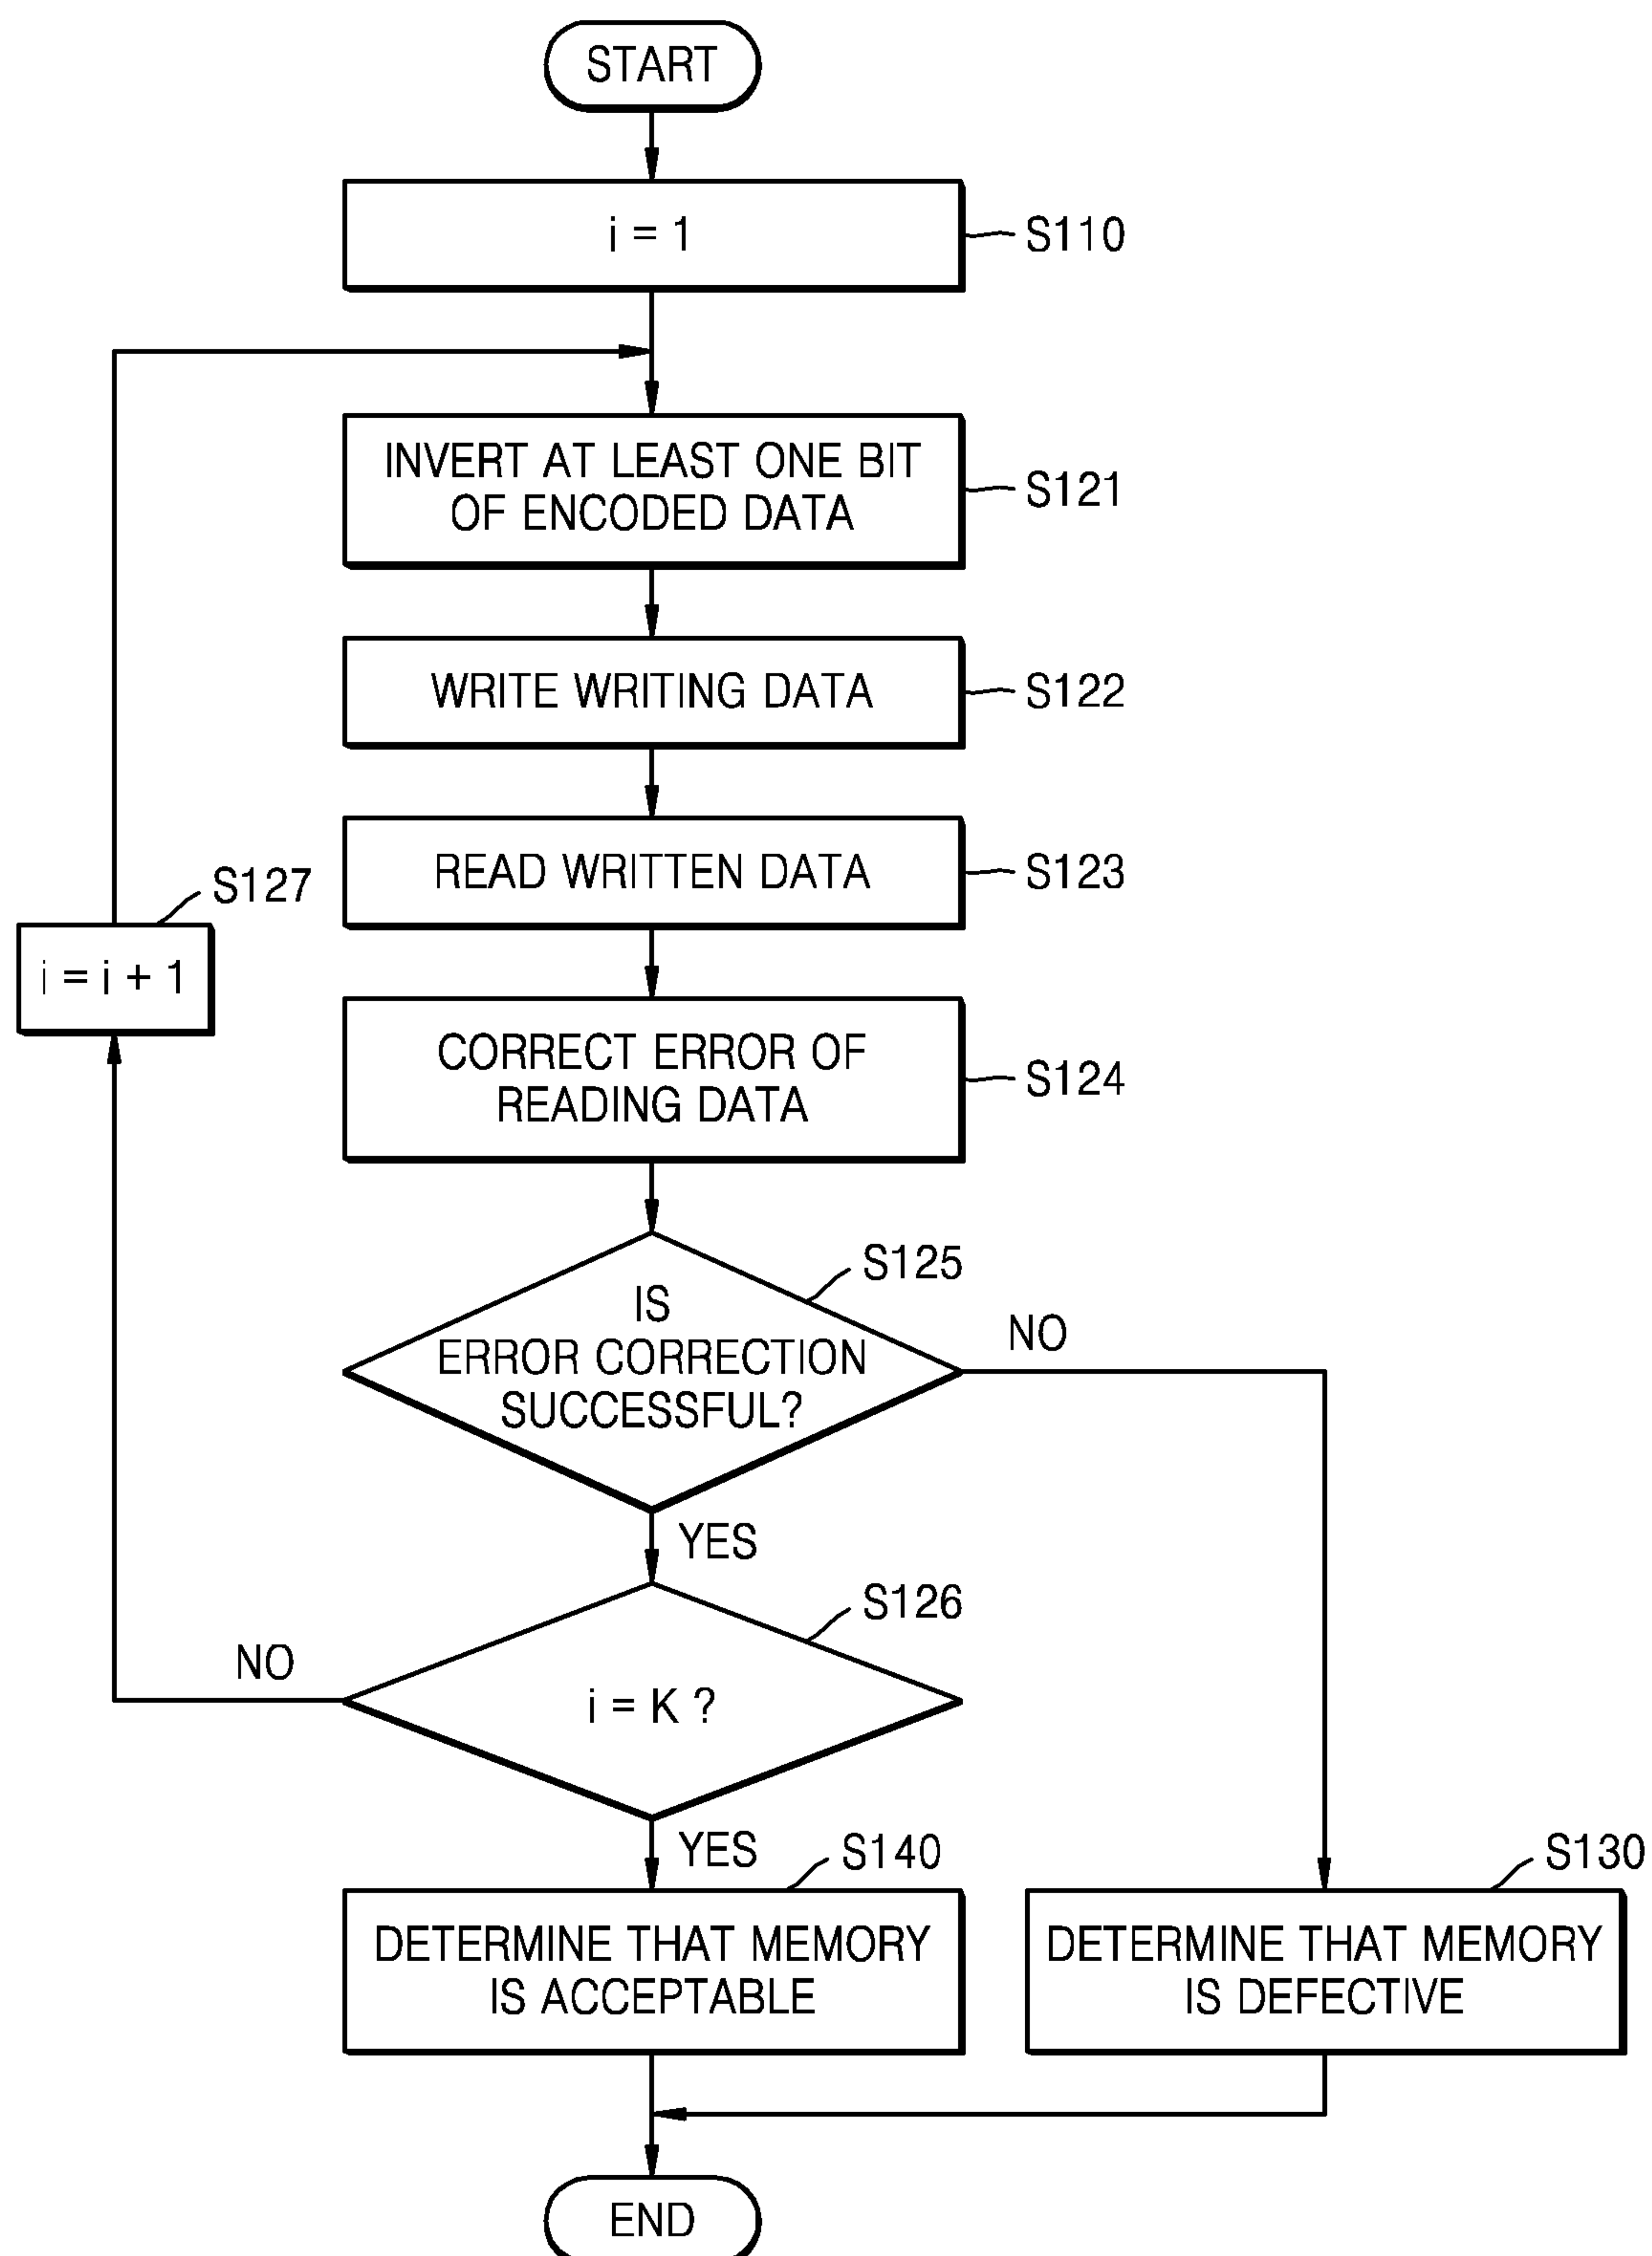 START
i = 1
S110
INVERT AT LEAST ONE BIT
OF ENCODED DATA
S121
WRITE WRITING DATA
S122
READ WRITTEN DATA
S123
S127
i = i + 1
CORRECT ERROR OF
READING DATA
S124
S125
IS
ERROR CORRECTION
SUCCESSFUL?
NO
YES
S126
NO
i = K ?
YES
S140
S130
DETERMINE THAT MEMORY
IS ACCEPTABLE
DETERMINE THAT MEMORY
IS DEFECTIVE
END